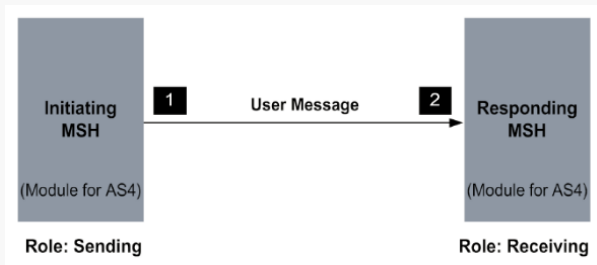 Initiating
MSH
(Module for AS4)
Role: Sending
1
User Message
2
Responding
MSH
(Module for AS4)
Role: Receiving